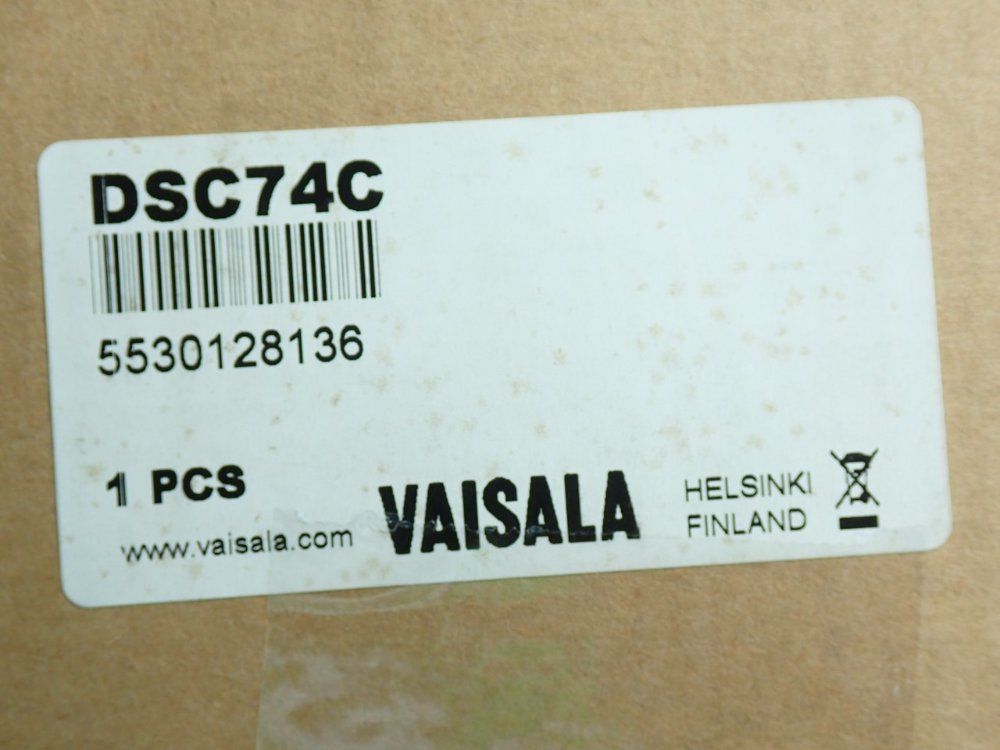 DSC74C
5530128136
1 PCS
www.vaisala.com
VAISALA
HELSINKI
FINLAND